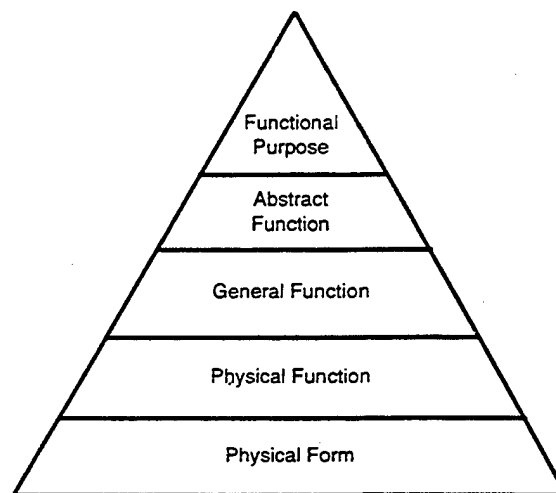 Functional
Purpose
Abstract
Function
General Function
Physical Function
Physical Form